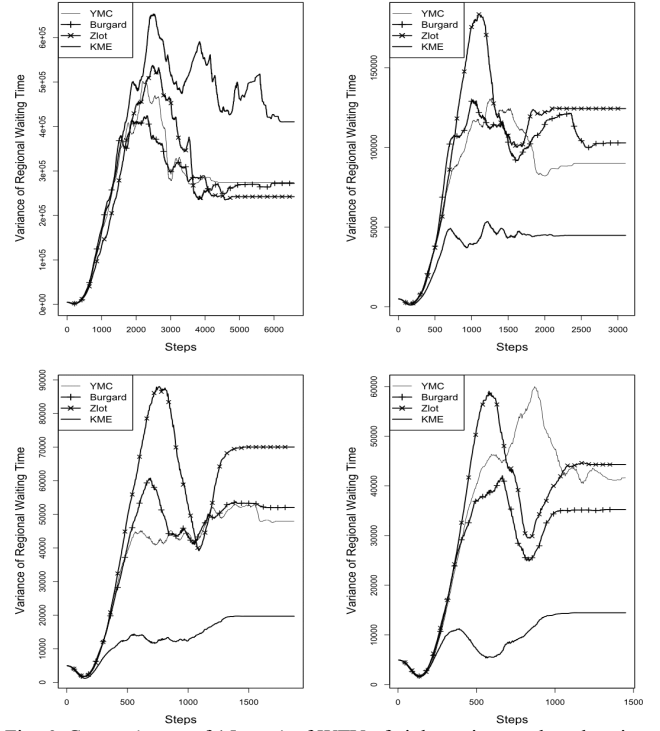 YMC
Burgard
Zlot
KME
Variance of Regional Waiting Time
0e+00 1e+05 2e+05 3e+05 4e+05 5e+05 6e+05
0 1000 2000 3000 4000 5000 6000
Steps
YMC
Burgard
Zlot
KME
Variance of Regional Waiting Time
0 50000 100000 150000
0 500 1000 1500 2000 2500 3000
Steps
YMC
Burgard
Zlot
KME
Variance of Regional Waiting Time
0 10000 20000 30000 40000 50000 60000 70000 80000 90000
0 500 1000 1500
Steps
YMC
Burgard
Zlot
KME
Variance of Regional Waiting Time
0 10000 20000 30000 40000 50000 60000
0 500 1000 1500
Steps